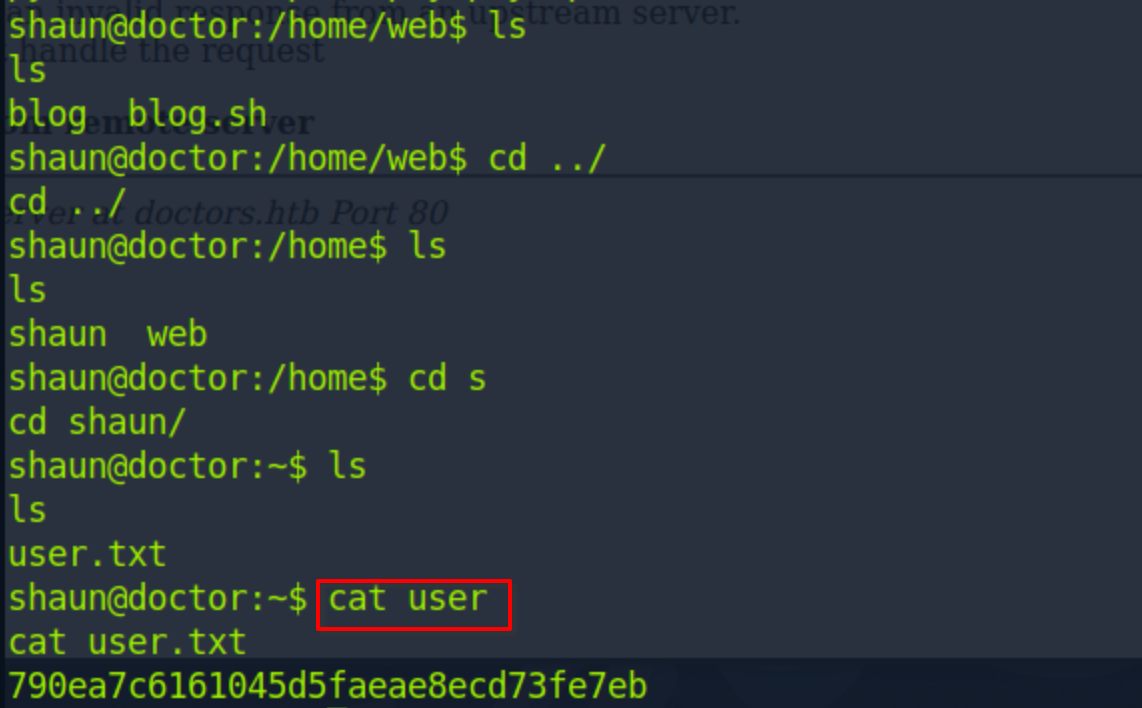 an invalid response from an upstream server.
shaun@doctor:/home/web$ ls
handle the request
ls
blog  blog.sh
remote server
shaun@doctor:/home/web$ cd ../
cd ../
server at doctors.htb Port 80
shaun@doctor:/home$ ls
ls
shaun  web
shaun@doctor:/home$ cd s
cd shaun/
shaun@doctor:~$ ls
ls
user.txt
shaun@doctor:~$ cat user
cat user.txt
790ea7c6161045d5faeae8ecd73fe7eb